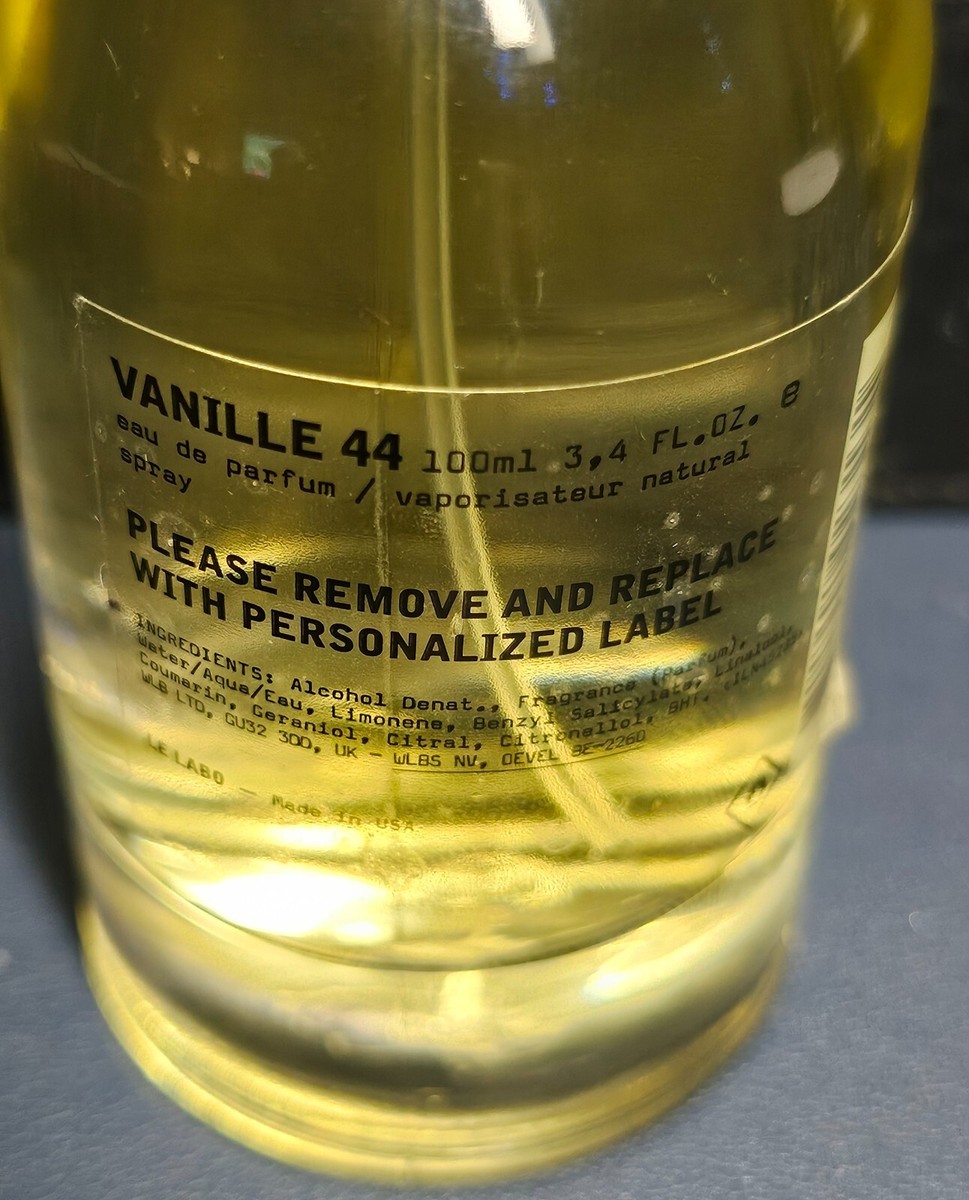 VANILLE 44 100ml 3,4 FL.OZ. e
eau de parfum / vaporisateur natural
spray
PLEASE REMOVE AND REPLACE
WITH PERSONALIZED LABEL
INGREDIENTS: Alcohol Denat., Fragrance (Parfum),
Water/Aqua/Eau, Limonene, Benzyl Salicylate, Linalool,
Coumarin, Geraniol, Citral, Citronellol, BHT.
WLB LTD, GU32 3QD, UK – WLBS NV, OEVEL BE-2260
LE LABO – Made in USA